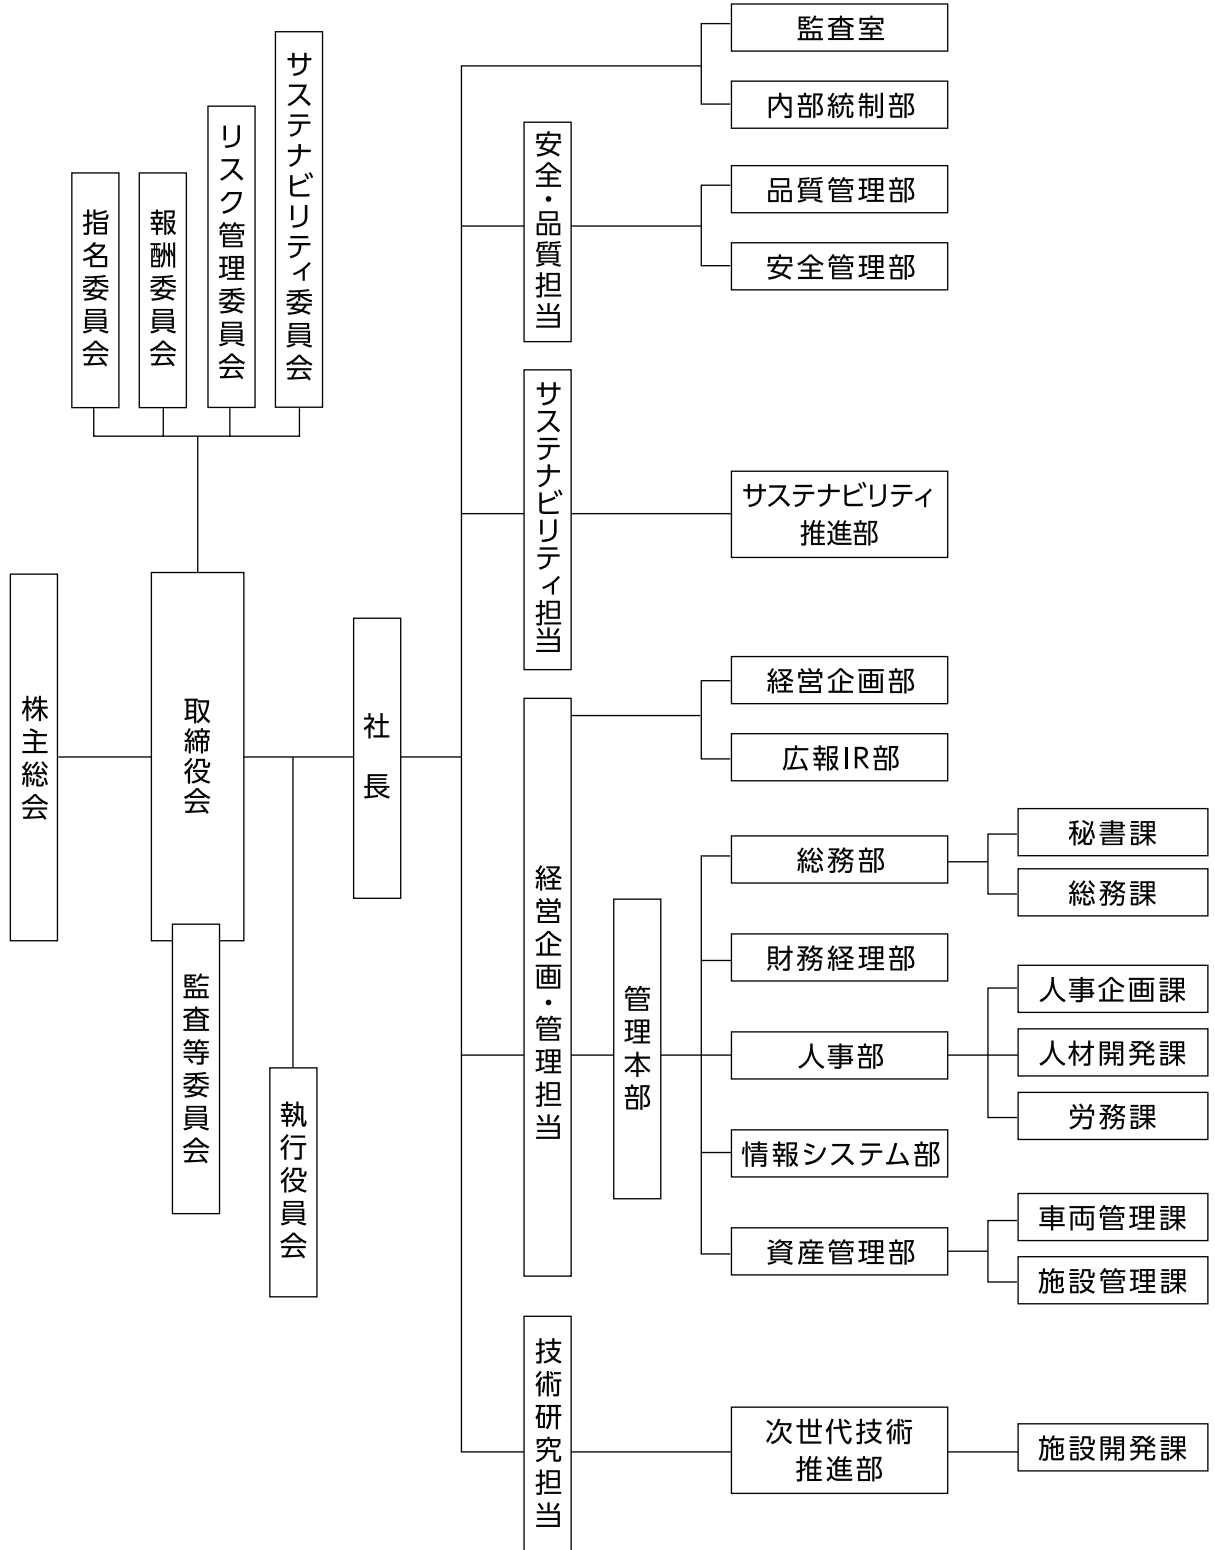 株主総会
指名委員会
報酬委員会
リスク管理委員会
サステナビリティ委員会
取締役会
監査等委員会
執行役員会
社長
監査室
内部統制部
安全・品質担当
品質管理部
安全管理部
サステナビリティ担当
サステナビリティ
推進部
経営企画・管理担当
経営企画部
広報IR部
管理本部
総務部
秘書課
総務課
財務経理部
人事部
人事企画課
人材開発課
労務課
情報システム部
資産管理部
車両管理課
施設管理課
技術研究担当
次世代技術
推進部
施設開発課